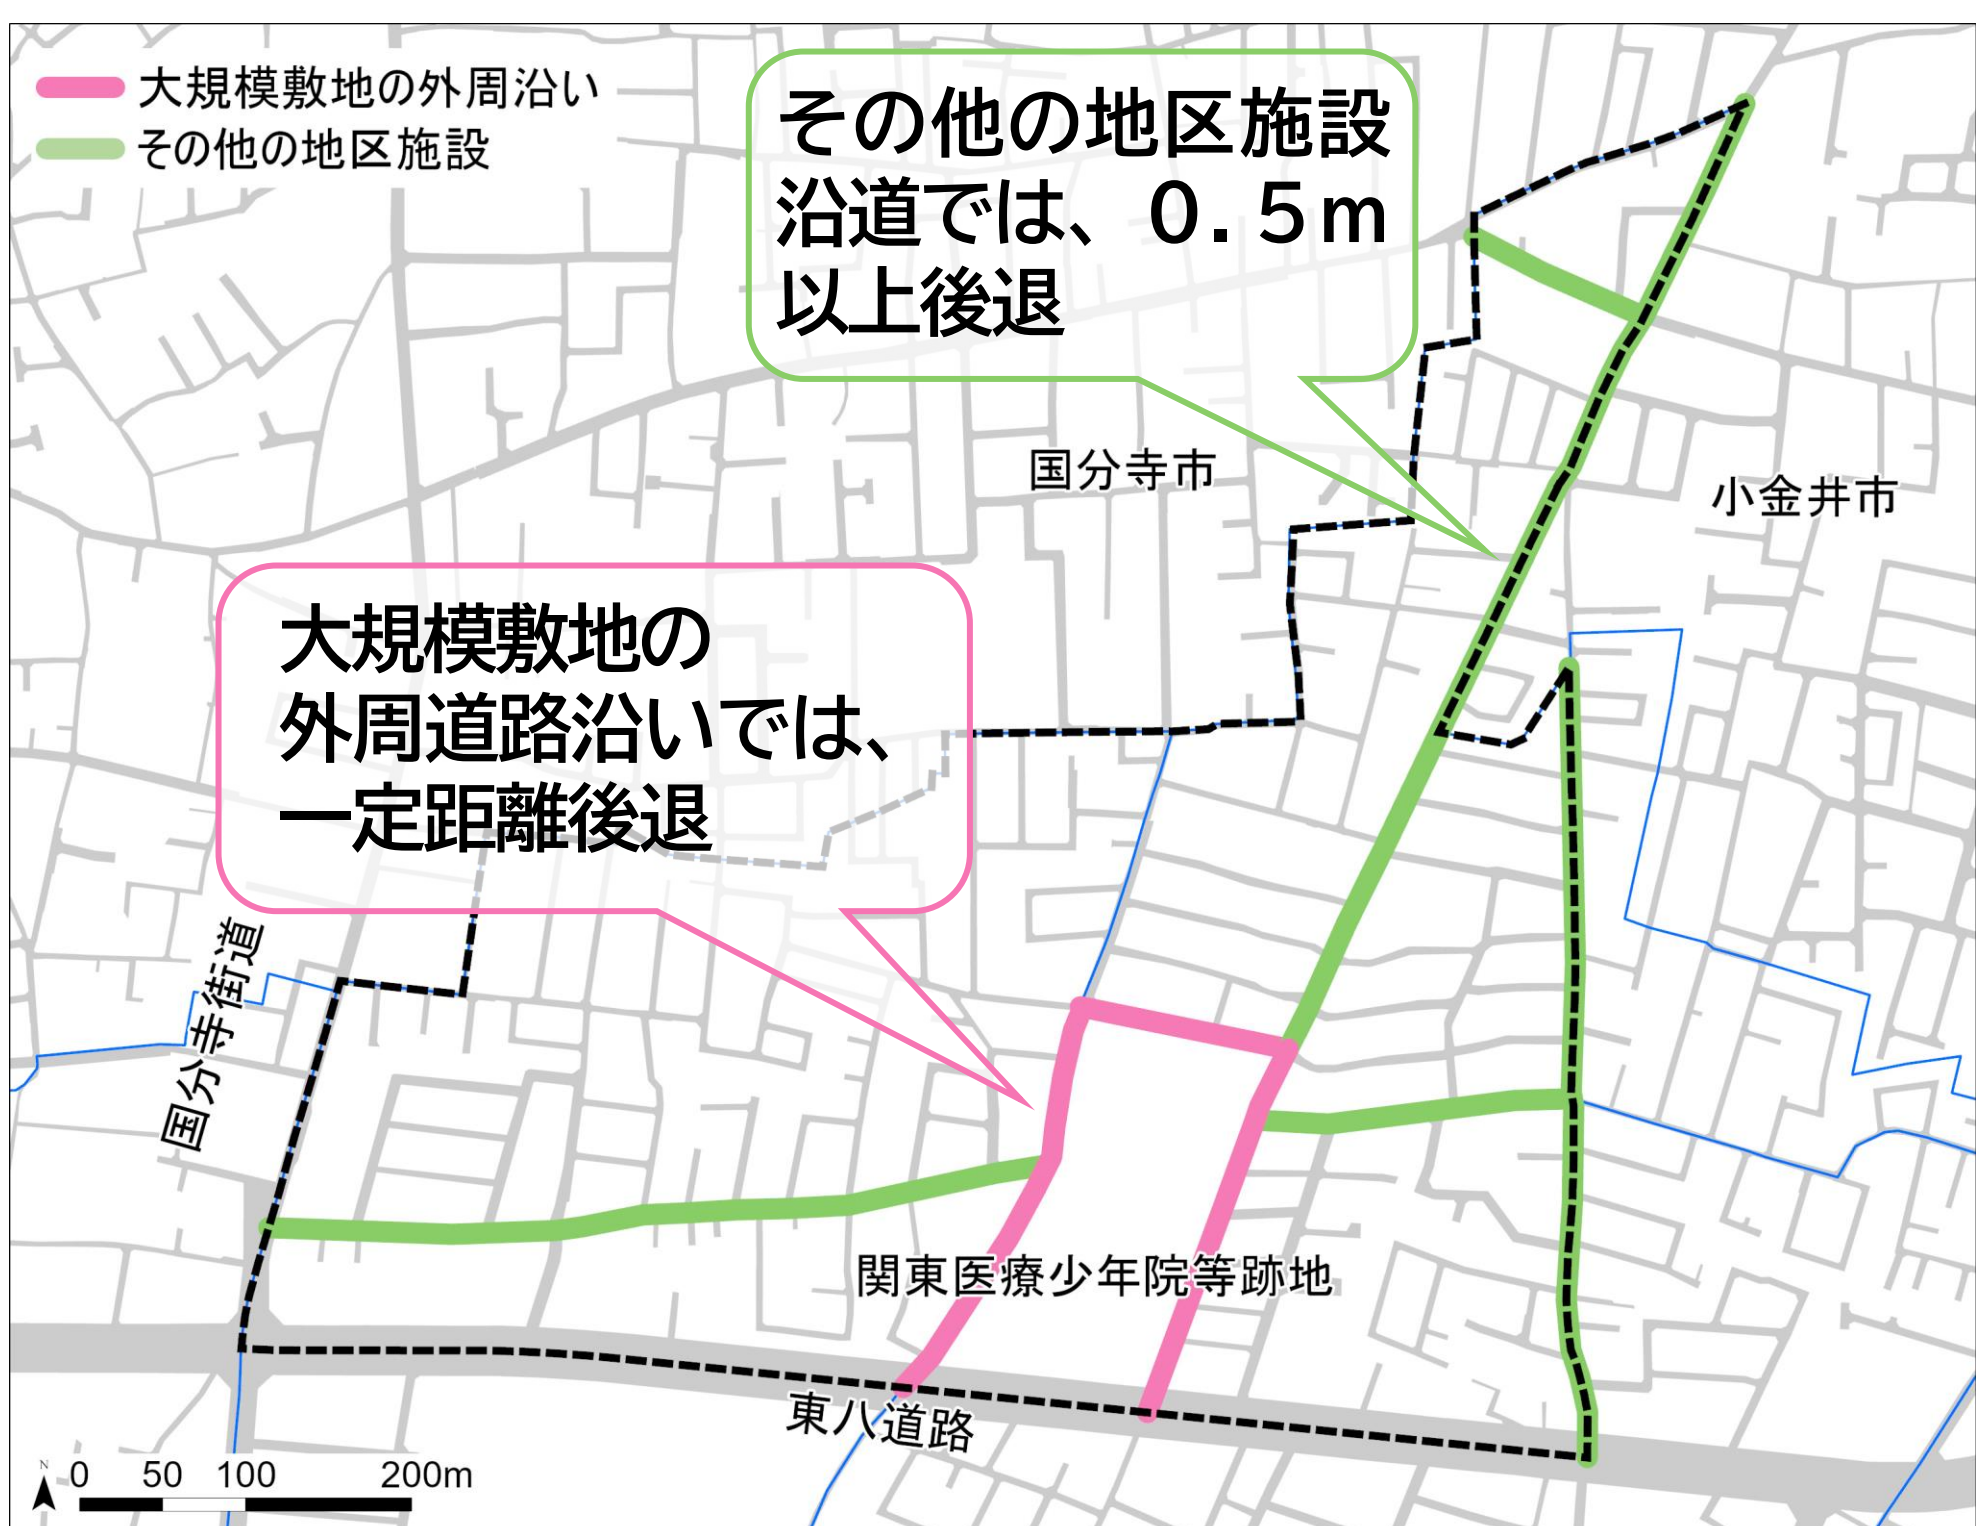 大規模敷地の外周沿い
その他の地区施設
その他の地区施設
沿道では、０.５ｍ
以上後退
国分寺市
小金井市
大規模敷地の
外周道路沿いでは、
一定距離後退
国分寺街道
関東医療少年院等跡地
東八道路
N
0 50 100 200m